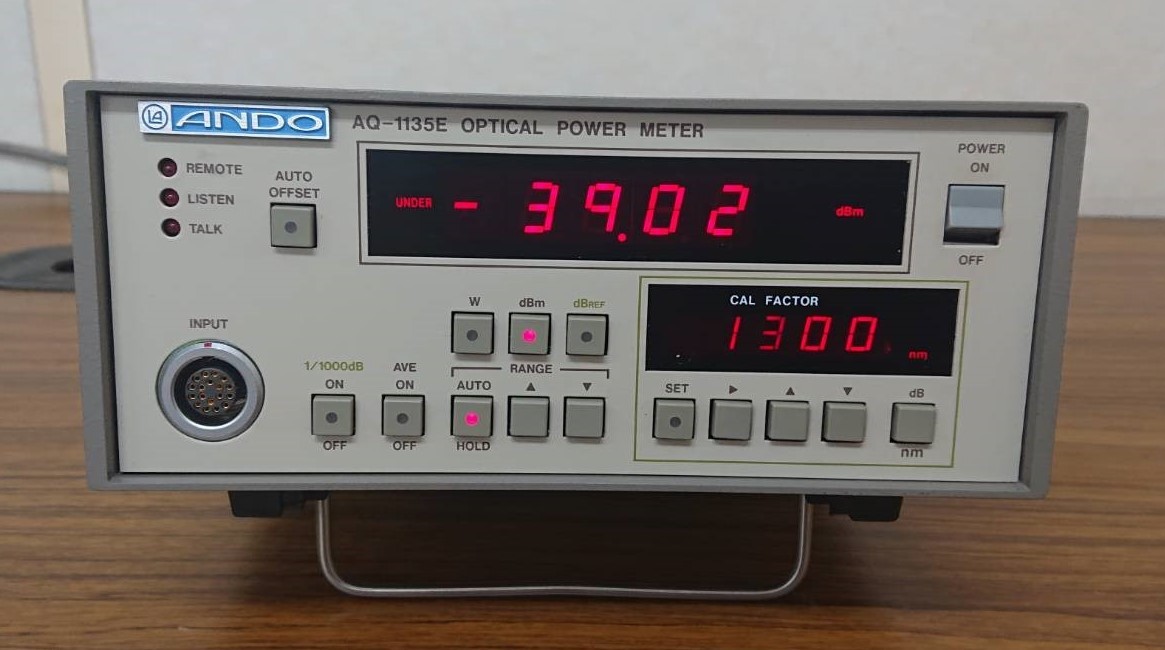 LA ANDO
AQ-1135E OPTICAL POWER METER
REMOTE
LISTEN
TALK
AUTO
OFFSET
UNDER - 39.02 dBm
POWER
ON
OFF
INPUT
W dBm dBREF
RANGE
1/1000dB
ON
OFF
AVE
ON
OFF
AUTO ▲ ▼
HOLD
CAL FACTOR
1300 nm
SET ▶ ▲ ▼ dB
nm